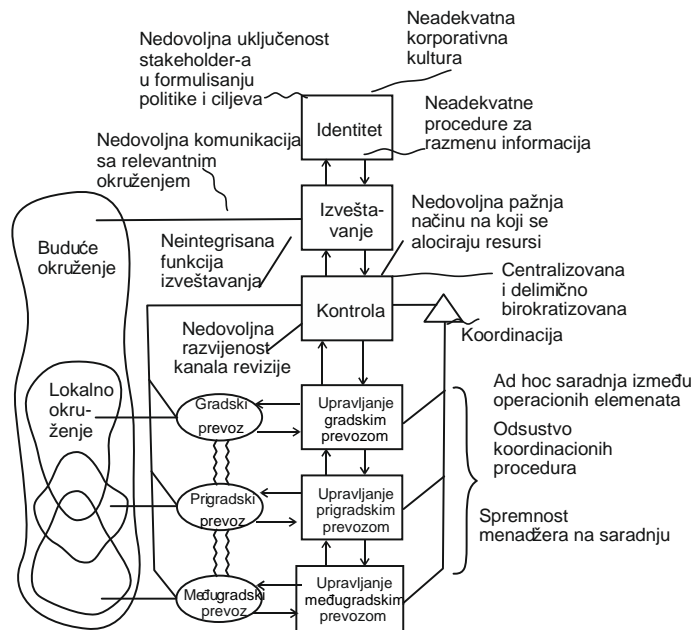 Neadekvatna
korporativna
kultura
Nedovoljna uključenost
stakeholder-a
u formulisanju
politike i ciljeva
Identitet
Neadekvatne
procedure za
razmenu informacija
Nedovoljna komunikacija
sa relevantnim
okruženjem
Izvešta-
vanje
Nedovoljna pažnja
načinu na koji se
alociraju resursi
Buduće
okruženje
Neintegrisana
funkcija
izveštavanja
Centralizovana
i delimično
birokratizovana
Kontrola
Koordinacija
Nedovoljna
razvijenost
kanala revizije
Lokalno
okru-
ženje
Gradski
prevoz
Upravljanje
gradskim
prevozom
Ad hoc saradnja između
operacionih elemenata
Odsustvo
koordinacionih
procedura
Prigradski
prevoz
Upravljanje
prigradskim
prevozom
Spremnost
menadžera na saradnju
Međugradski
prevoz
Upravljanje
međugradskim
prevozom